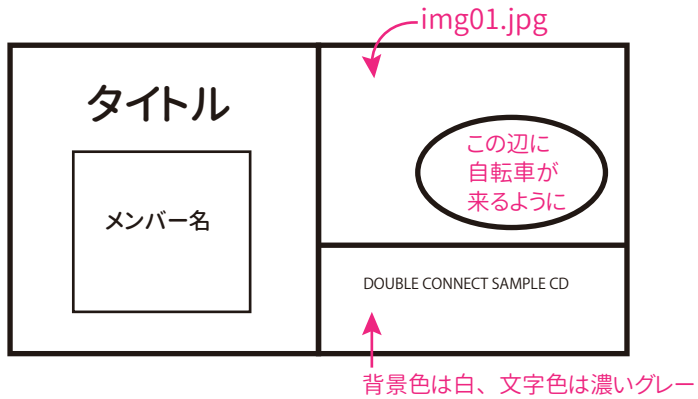 img01.jpg
タイトル
メンバー名
この辺に
自転車が
来るように
DOUBLE CONNECT SAMPLE CD
背景色は白、文字色は濃いグレー